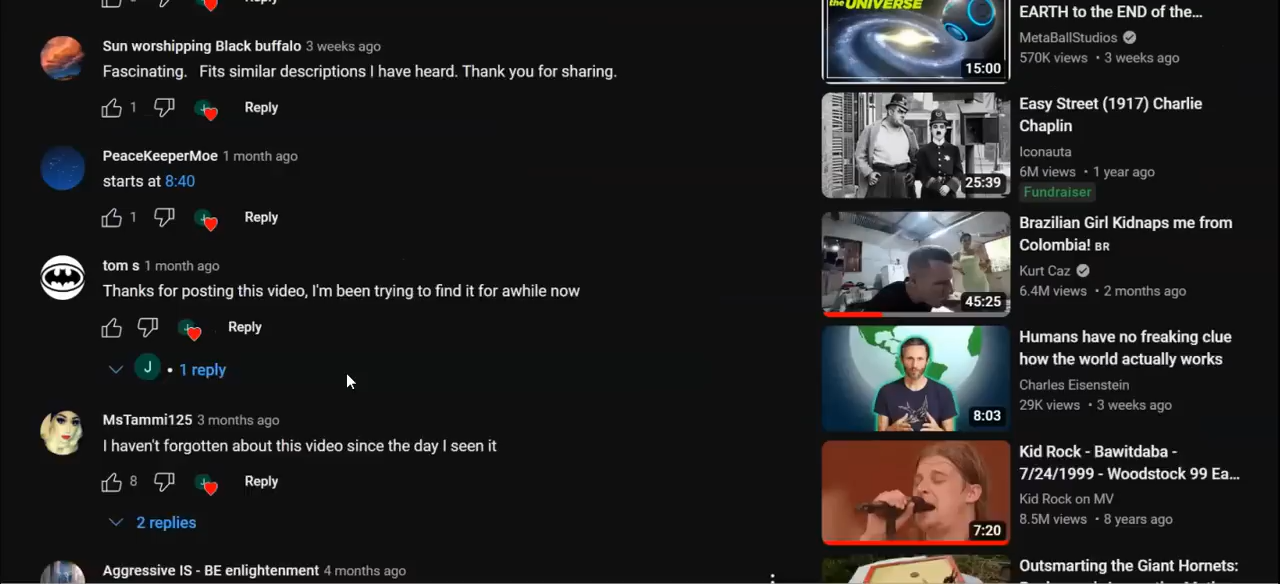 Reply
Sun worshipping Black buffalo 3 weeks ago
Fascinating. Fits similar descriptions I have heard. Thank you for sharing.
1 Reply
PeaceKeeperMoe 1 month ago
starts at 8:40
1 Reply
tom s 1 month ago
Thanks for posting this video, I'm been trying to find it for awhile now
Reply
J • 1 reply
MsTammi125 3 months ago
I haven't forgotten about this video since the day I seen it
8 Reply
2 replies
Aggressive IS - BE enlightenment 4 months ago
the UNIVERSE
15:00
EARTH to the END of the...
MetaBallStudios
570K views • 3 weeks ago
25:39
Easy Street (1917) Charlie
Chaplin
Iconauta
6M views • 1 year ago
Fundraiser
45:25
Brazilian Girl Kidnaps me from
Colombia! BR
Kurt Caz
6.4M views • 2 months ago
8:03
Humans have no freaking clue
how the world actually works
Charles Eisenstein
29K views • 3 weeks ago
7:20
Kid Rock - Bawitdaba -
7/24/1999 - Woodstock 99 Ea...
Kid Rock on MV
8.5M views • 8 years ago
Outsmarting the Giant Hornets: